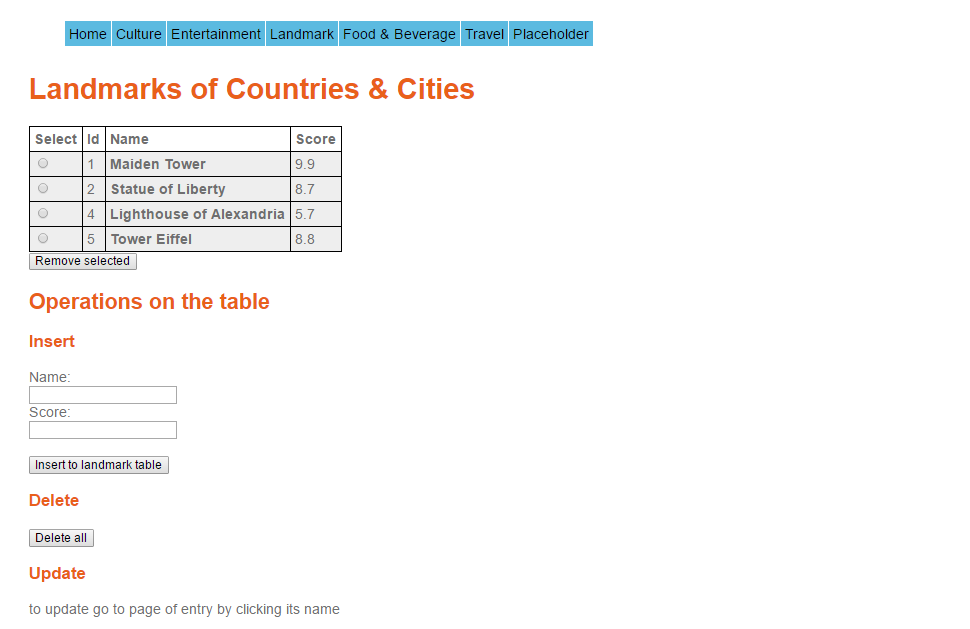 Home Culture Entertainment Landmark Food & Beverage Travel Placeholder
Landmarks of Countries & Cities
Select Id Name Score
1 Maiden Tower 9.9
2 Statue of Liberty 8.7
4 Lighthouse of Alexandria 5.7
5 Tower Eiffel 8.8
Remove selected
Operations on the table
Insert
Name:
Score:
Insert to landmark table
Delete
Delete all
Update
to update go to page of entry by clicking its name